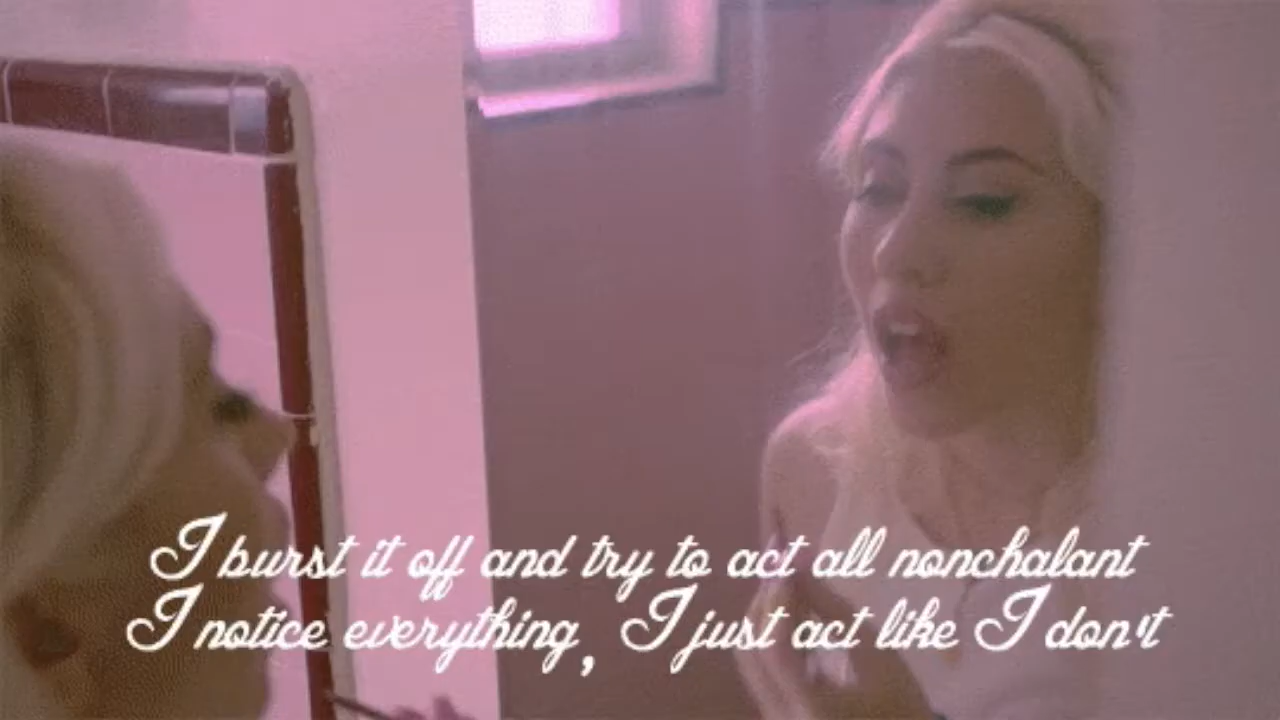 I burst it off and try to act all nonchalant
I notice everything, I just act like I don't